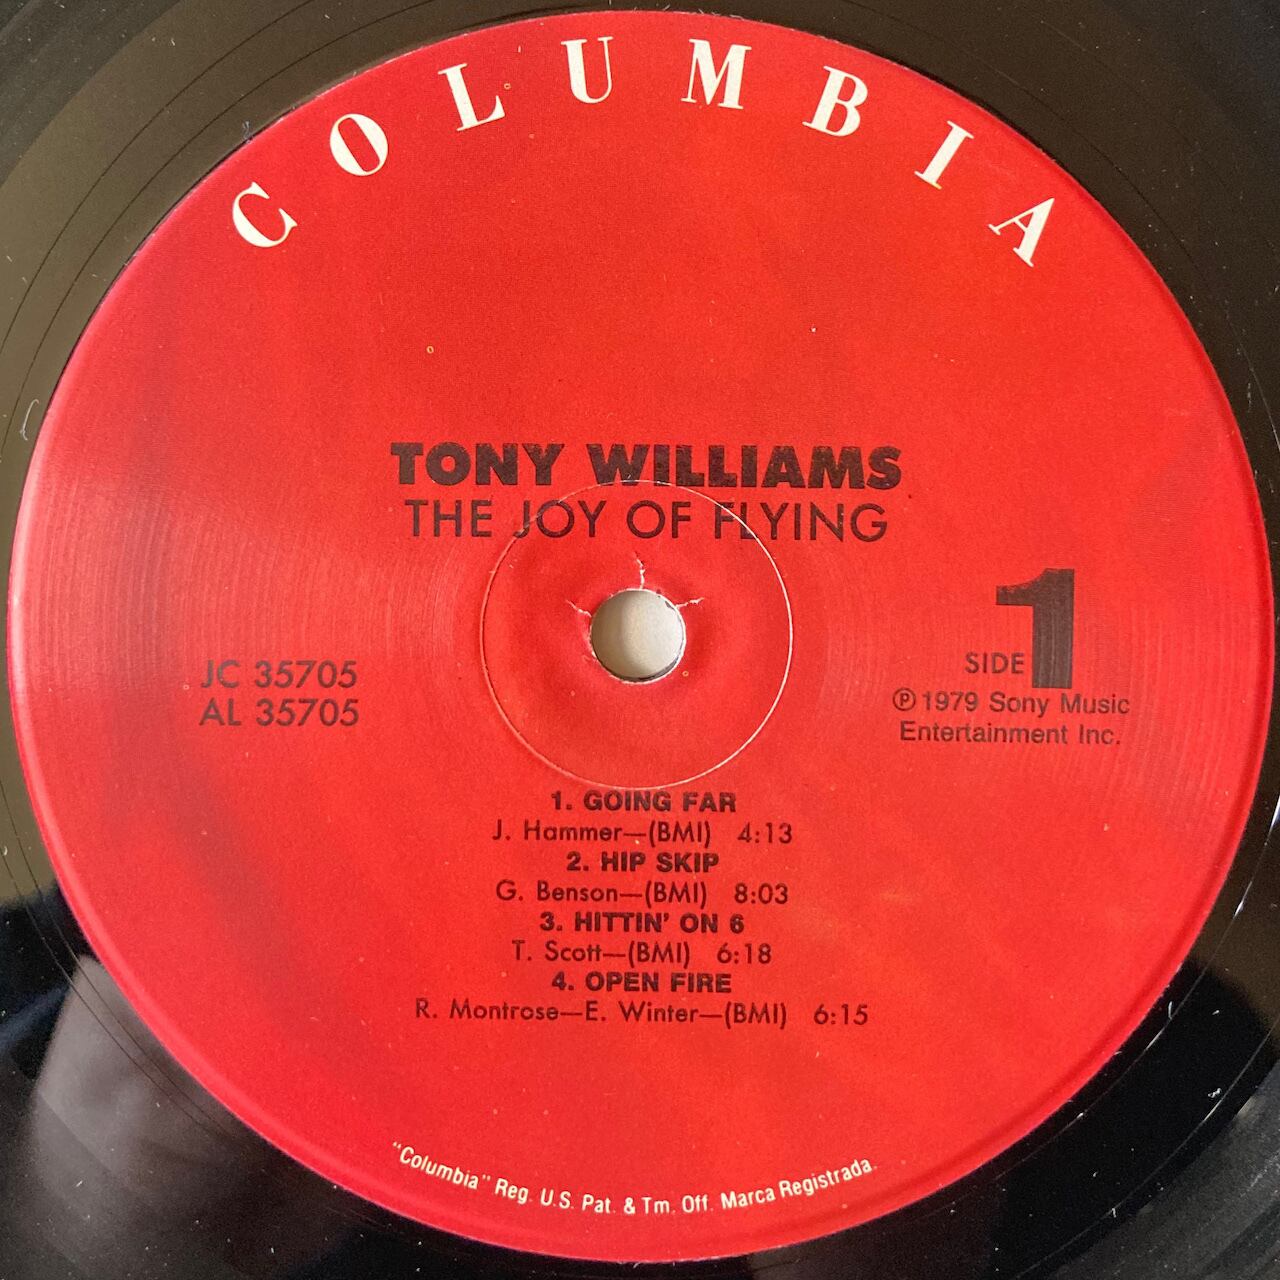 COLUMBIA
TONY WILLIAMS
THE JOY OF FLYING
SIDE 1
JC 35705
AL 35705
℗ 1979 Sony Music
Entertainment Inc.
1. GOING FAR
J. Hammer—(BMI) 4:13
2. HIP SKIP
G. Benson—(BMI) 8:03
3. HITTIN' ON 6
T. Scott—(BMI) 6:18
4. OPEN FIRE
R. Montrose—E. Winter—(BMI) 6:15
"Columbia" Reg. U.S. Pat. & Tm. Off. Marca Registrada.